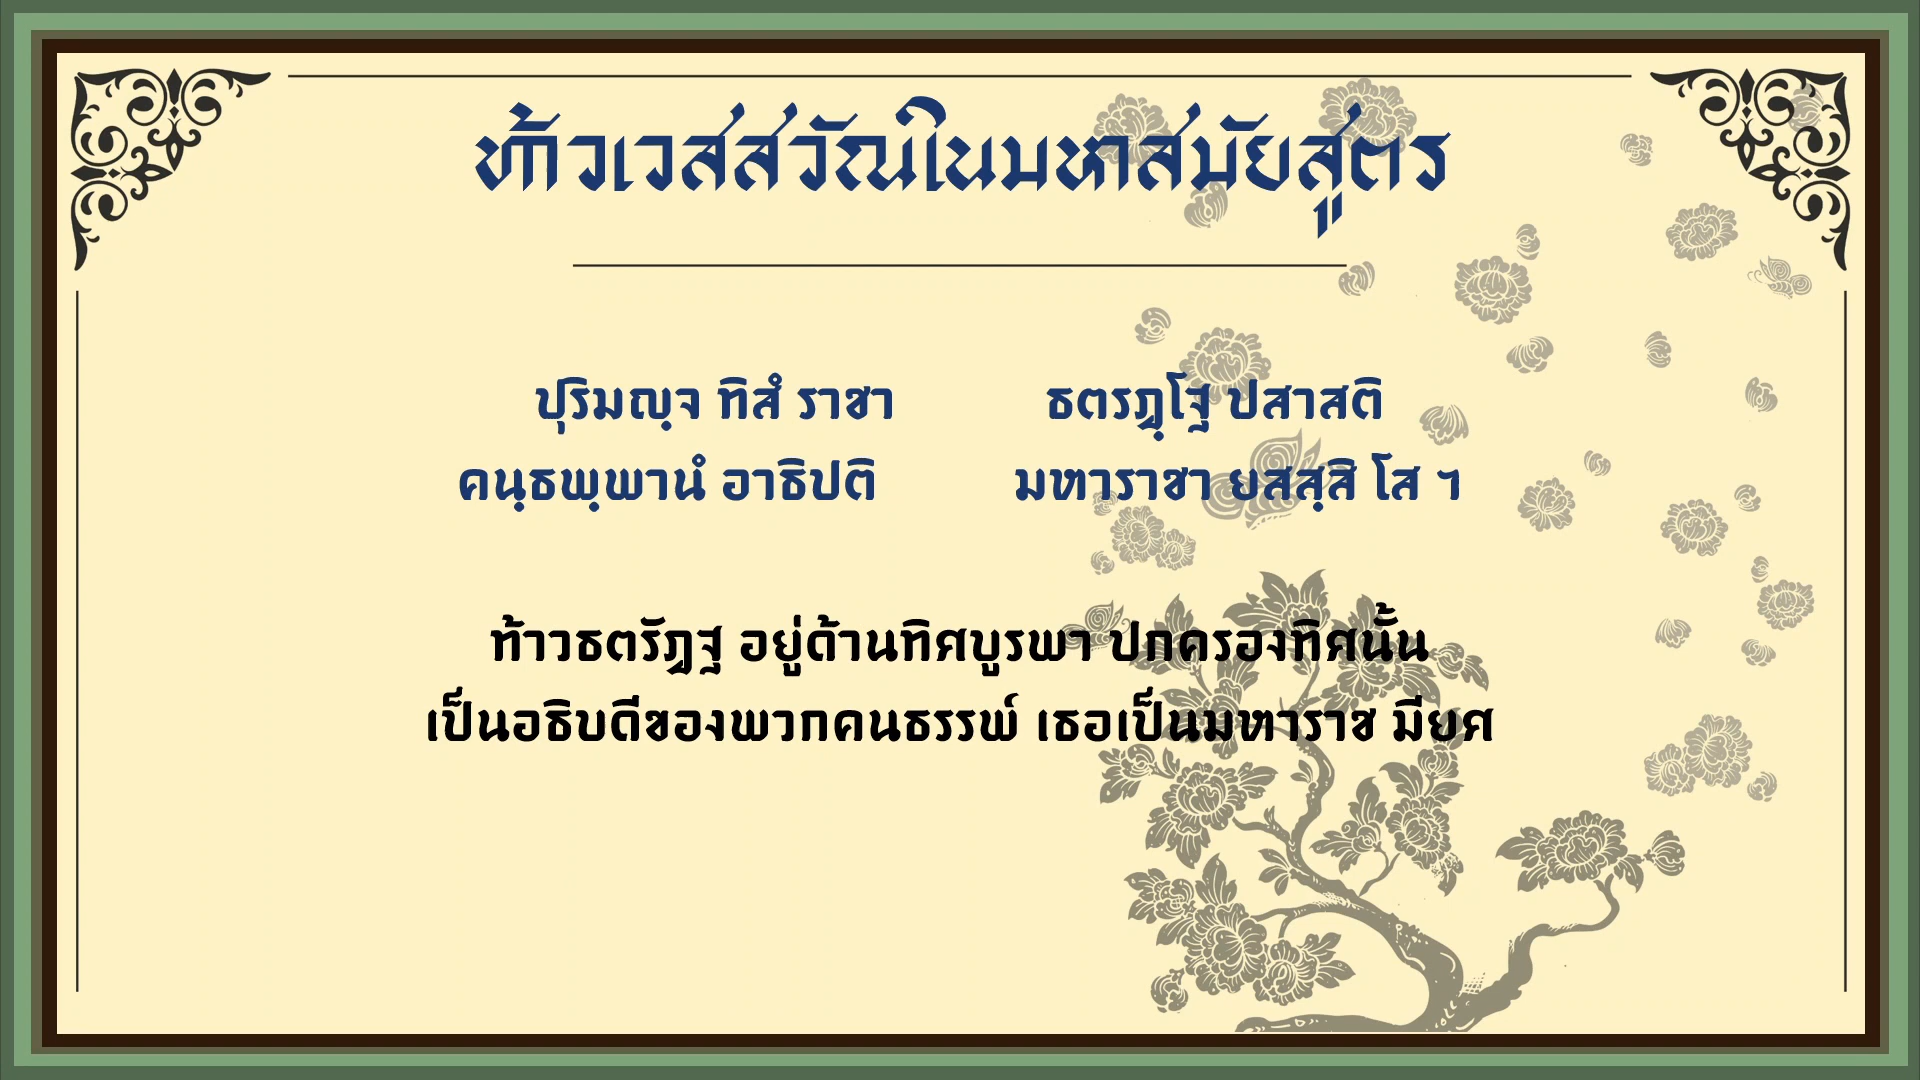 ท้าวเวสสวัณในมหาสมัยสูตร
ปุริมญฺจ ทิสํ ราชา ธตรฏฺโฐ ปสาสติ
คนฺธพฺพานํ อาธิปติ มหาราชา ยสสฺสิ โส ฯ
ท้าวธตรัฏฐ อยู่ด้านทิศบูรพา ปกครองทิศนั้น
เป็นอธิบดีของพวกคนธรรพ์ เธอเป็นมหาราช มียศ